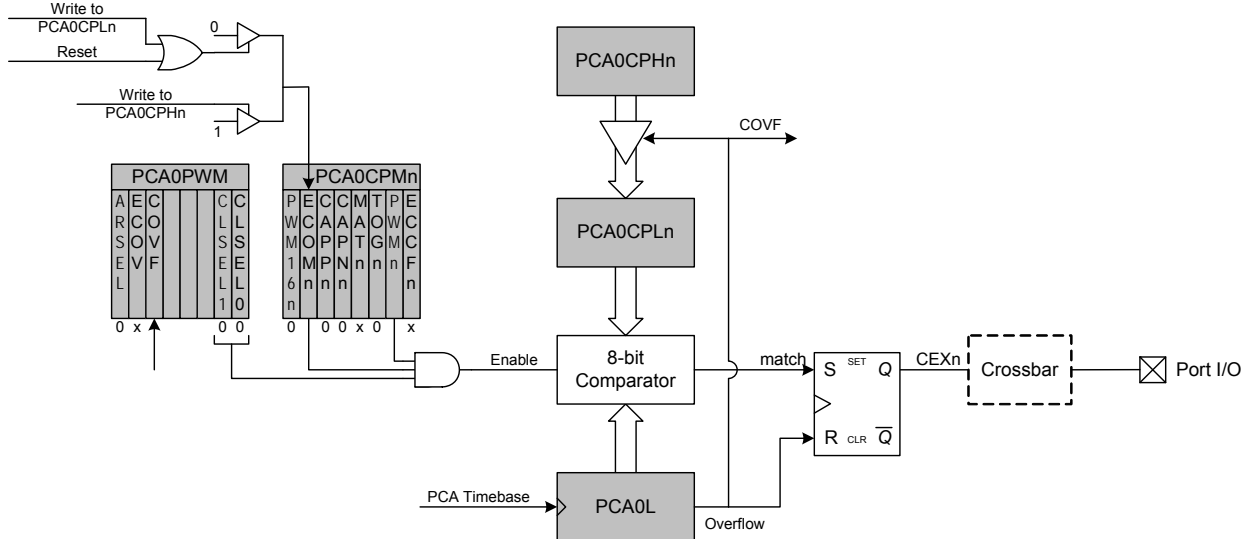 Write to
PCA0CPLn
Reset
0
Write to
PCA0CPHn
1
PCA0CPHn
COVF
PCA0PWM
ARSEL ECOV COVF CLSEL1 CLSEL0
0 x 0 0
PCA0CPMn
PWM16n ECOMn CAPPn CAPNn MATn TOGn PWMn ECCFn
0 0 0 x 0 x
PCA0CPLn
Enable
8-bit
Comparator
match
S SET Q
R CLR Q
CEXn
Crossbar
Port I/O
PCA Timebase
PCA0L
Overflow